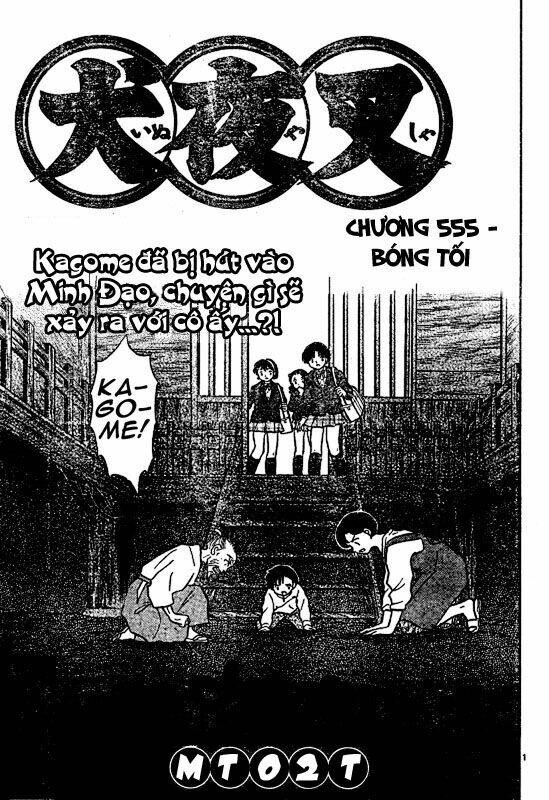 犬夜叉
いぬ や しゃ
CHƯƠNG 555 -
BÓNG TỐI
Kagome đã bị hút vào
Minh Đạo, chuyện gì sẽ
xảy ra với cô ấy...?!
KA-
GO-
ME!
MT02T
1